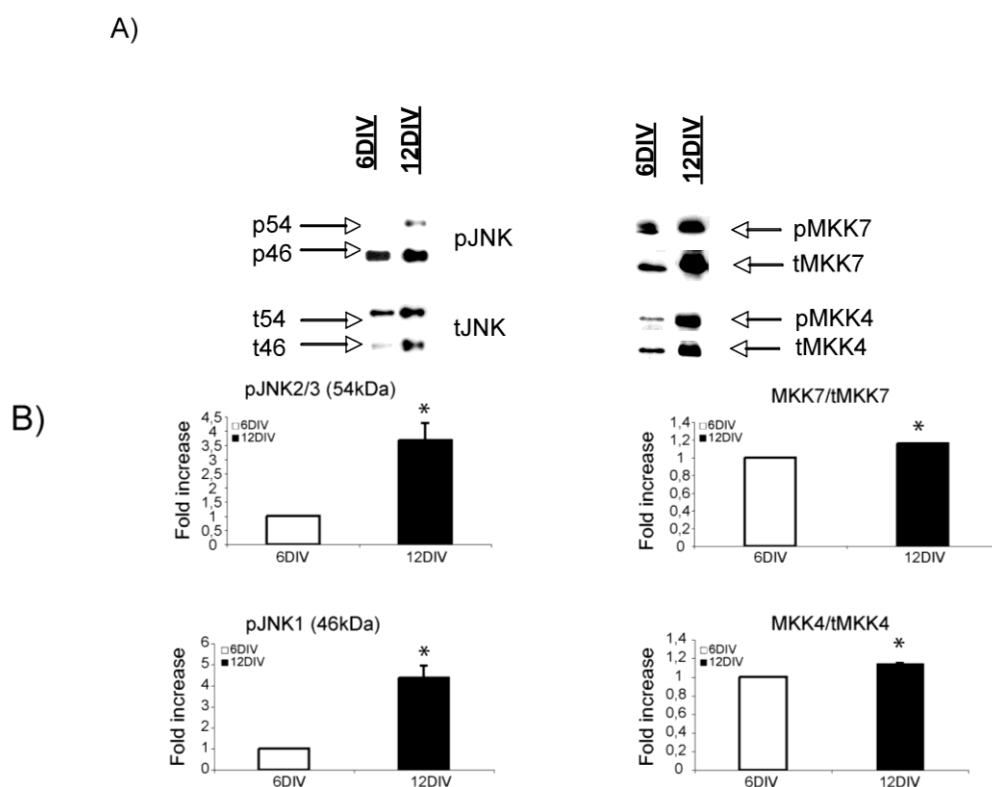 A)
6DIV 12DIV
6DIV 12DIV
p54
p46
pJNK
t54
t46
tJNK
pMKK7
tMKK7
pMKK4
tMKK4
B)
pJNK2/3 (54kDa)
Fold increase
4,5
4
3,5
3
2,5
2
1,5
1
0,5
0
6DIV
12DIV
*
6DIV 12DIV
MKK7/tMKK7
Fold increase
1,4
1,2
1
0,8
0,6
0,4
0,2
0
6DIV
12DIV
*
6DIV 12DIV
pJNK1 (46kDa)
Fold increase
6
5
4
3
2
1
0
6DIV
12DIV
*
6DIV 12DIV
MKK4/tMKK4
Fold increase
1,4
1,2
1
0,8
0,6
0,4
0,2
0
6DIV
12DIV
*
6DIV 12DIV